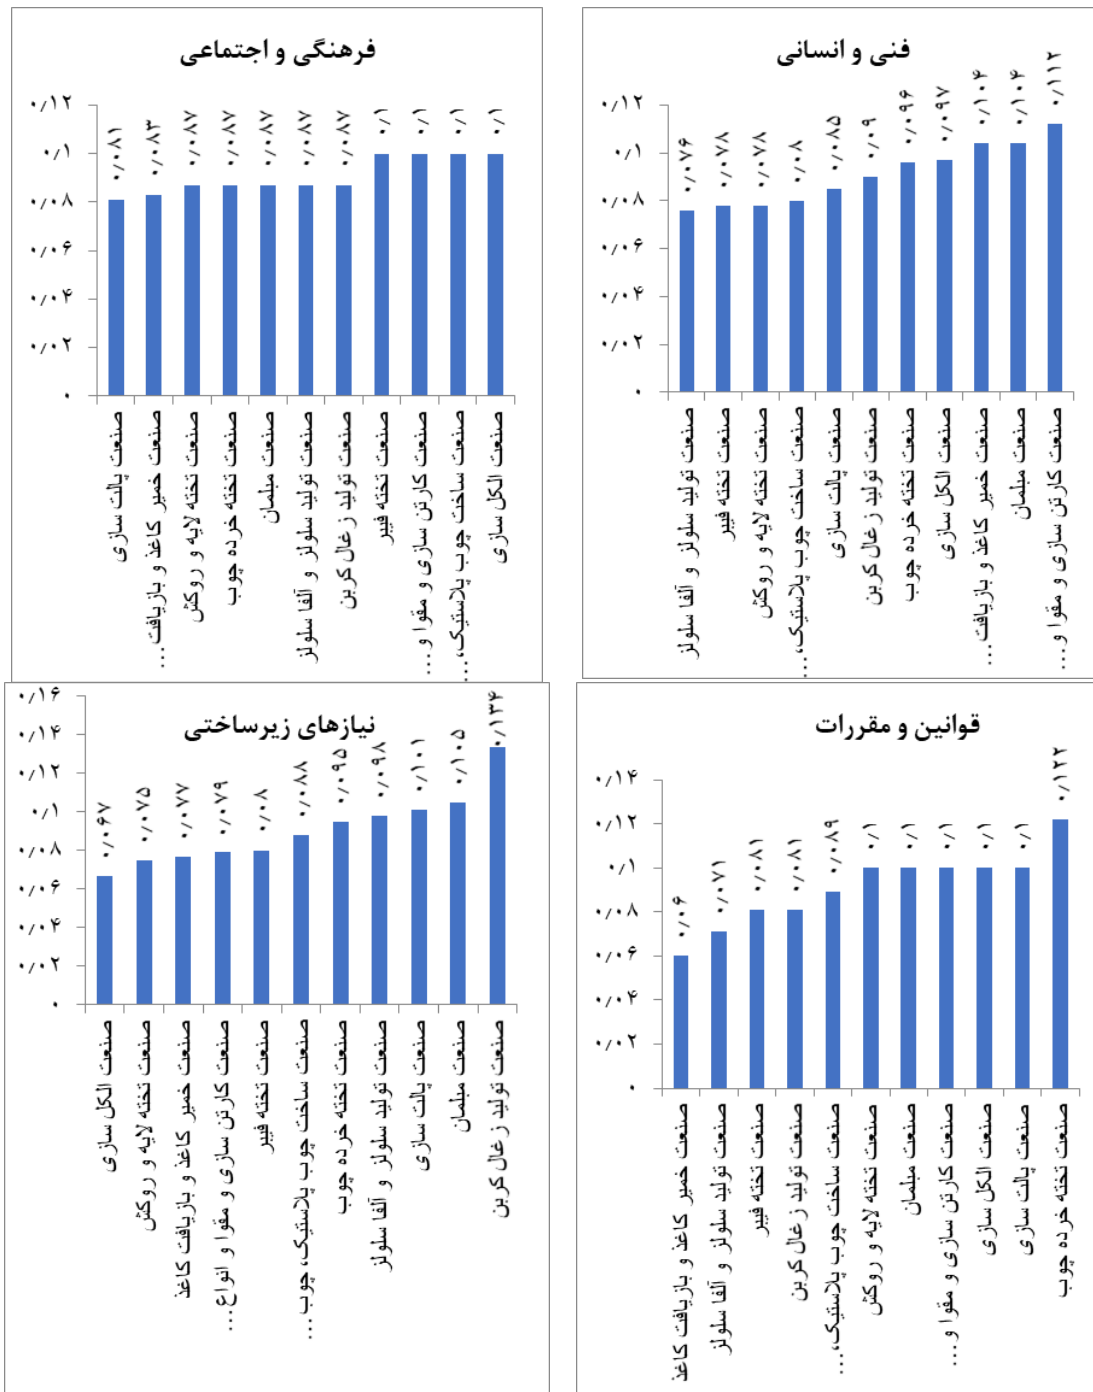 فرهنگی و اجتماعی
۰٫۱۲
۰٫۱
۰٫۰۸
۰٫۰۶
۰٫۰۴
۰٫۰۲
۰
۰٫۰۸۱
۰٫۰۸۳
۰٫۰۸۷
۰٫۰۸۷
۰٫۰۸۷
۰٫۰۸۷
۰٫۰۸۷
۰٫۱
۰٫۱
۰٫۱
۰٫۱
صنعت پالت سازی
صنعت خمیر کاغذ و بازیافت...
صنعت تخته لایه و روکش
صنعت تخته خرده چوب
صنعت مبلمان
صنعت تولید سلولز و آلفا سلولز
صنعت تولید زغال کربن
صنعت تخته فیبر
صنعت کارتن سازی و مقوا و...
صنعت ساخت چوب پلاستیک،...
صنعت الکل سازی
فنی و انسانی
۰٫۱۲
۰٫۱
۰٫۰۸
۰٫۰۶
۰٫۰۴
۰٫۰۲
۰
۰٫۰۷۶
۰٫۰۷۸
۰٫۰۷۸
۰٫۰۸
۰٫۰۸۵
۰٫۰۹
۰٫۰۹۶
۰٫۰۹۷
۰٫۱۰۴
۰٫۱۰۴
۰٫۱۱۲
صنعت تولید سلولز و آلفا سلولز
صنعت تخته فیبر
صنعت تخته لایه و روکش
صنعت ساخت چوب پلاستیک،...
صنعت پالت سازی
صنعت تولید زغال کربن
صنعت تخته خرده چوب
صنعت الکل سازی
صنعت خمیر کاغذ و بازیافت...
صنعت مبلمان
صنعت کارتن سازی و مقوا و...
نیازهای زیرساختی
۰٫۱۶
۰٫۱۴
۰٫۱۲
۰٫۱
۰٫۰۸
۰٫۰۶
۰٫۰۴
۰٫۰۲
۰
۰٫۰۶۷
۰٫۰۷۵
۰٫۰۷۷
۰٫۰۷۹
۰٫۰۸
۰٫۰۸۸
۰٫۰۹۵
۰٫۰۹۸
۰٫۱۰۱
۰٫۱۰۵
۰٫۱۳۴
صنعت الکل سازی
صنعت تخته لایه و روکش
صنعت خمیر کاغذ و بازیافت کاغذ
صنعت کارتن سازی و مقوا و انواع...
صنعت تخته فیبر
صنعت ساخت چوب پلاستیک، چوب...
صنعت تخته خرده چوب
صنعت تولید سلولز و آلفا سلولز
صنعت پالت سازی
صنعت مبلمان
صنعت تولید زغال کربن
قوانین و مقررات
۰٫۱۴
۰٫۱۲
۰٫۱
۰٫۰۸
۰٫۰۶
۰٫۰۴
۰٫۰۲
۰
۰٫۰۶
۰٫۰۷۱
۰٫۰۸۱
۰٫۰۸۱
۰٫۰۸۹
۰٫۱
۰٫۱
۰٫۱
۰٫۱
۰٫۱
۰٫۱۲۲
صنعت خمیر کاغذ و بازیافت کاغذ
صنعت تولید سلولز و آلفا سلولز
صنعت تخته فیبر
صنعت تولید زغال کربن
صنعت ساخت چوب پلاستیک،...
صنعت تخته لایه و روکش
صنعت مبلمان
صنعت کارتن سازی و مقوا و...
صنعت الکل سازی
صنعت پالت سازی
صنعت تخته خرده چوب